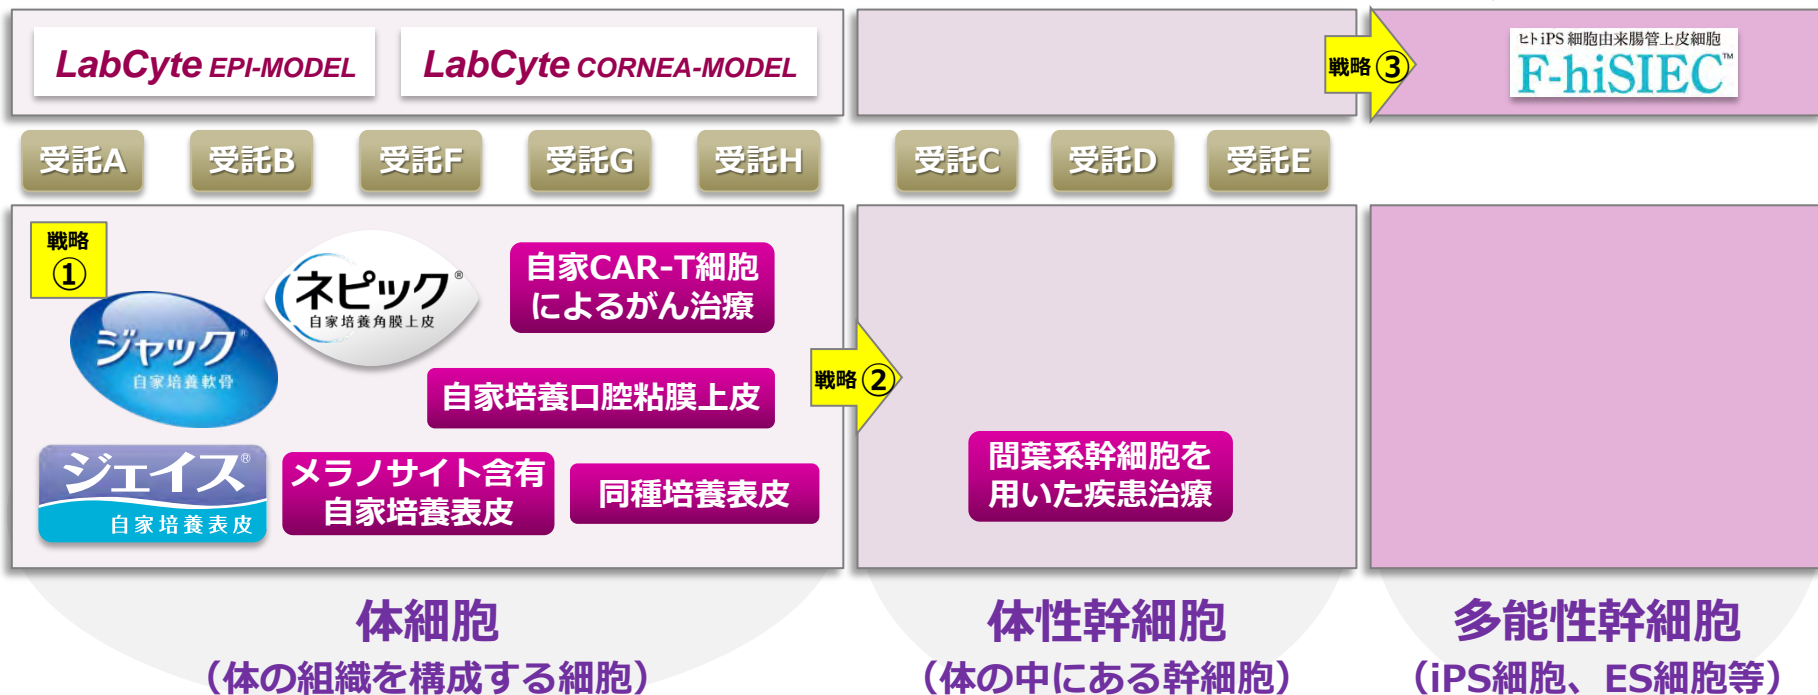 LabCyte EPI-MODEL
LabCyte CORNEA-MODEL
戦略③
ヒトiPS細胞由来腸管上皮細胞
F-hiSIEC™
受託A
受託B
受託F
受託G
受託H
受託C
受託D
受託E
戦略
①
ジャック®
自家培養軟骨
ネピック®
自家培養角膜上皮
自家CAR-T細胞
によるがん治療
自家培養口腔粘膜上皮
戦略②
ジェイス®
自家培養表皮
メラノサイト含有
自家培養表皮
同種培養表皮
間葉系幹細胞を
用いた疾患治療
体細胞
（体の組織を構成する細胞）
体性幹細胞
（体の中にある幹細胞）
多能性幹細胞
（iPS細胞、ES細胞等）